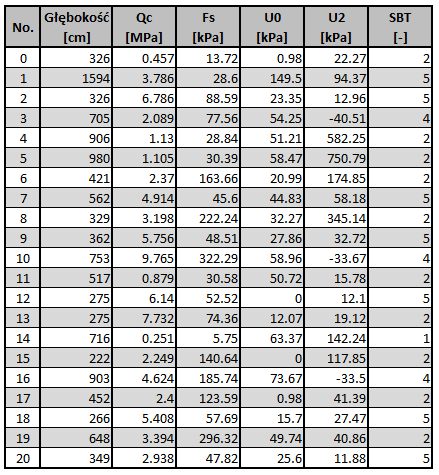 No. Głębokość [cm] Qc [MPa] Fs [kPa] U0 [kPa] U2 [kPa] SBT [-]
0 326 0.457 13.72 0.98 22.27 2
1 1594 3.786 28.6 149.5 94.37 5
2 326 6.786 88.59 23.35 12.96 5
3 705 2.089 77.56 54.25 -40.51 4
4 906 1.13 28.84 51.21 582.25 2
5 980 1.105 30.39 58.47 750.79 2
6 421 2.37 163.66 20.99 174.85 2
7 562 4.914 45.6 44.83 58.18 5
8 329 3.198 222.24 32.27 345.14 2
9 362 5.756 48.51 27.86 32.72 5
10 753 9.765 322.29 58.96 -33.67 4
11 517 0.879 30.58 50.72 15.78 2
12 275 6.14 52.52 0 12.1 5
13 275 7.732 74.36 12.07 19.12 2
14 716 0.251 5.75 63.37 142.24 1
15 222 2.249 140.64 0 117.85 2
16 903 4.624 185.74 73.67 -33.5 4
17 452 2.4 123.59 0.98 41.39 2
18 266 5.408 57.69 15.7 27.47 5
19 648 3.394 296.32 49.74 40.86 2
20 349 2.938 47.82 25.6 11.88 5